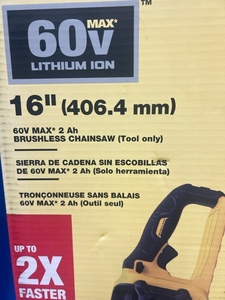 TM
60V
MAX*
LITHIUM ION
16" (406.4 mm)
60V MAX* 2 Ah
BRUSHLESS CHAINSAW (Tool only)
SIERRA DE CADENA SIN ESCOBILLAS
DE 60V MAX* 2 Ah (Solo herramienta)
TRONÇONNEUSE SANS BALAIS
60V MAX* 2 Ah (Outil seul)
UP TO
2X
FASTER